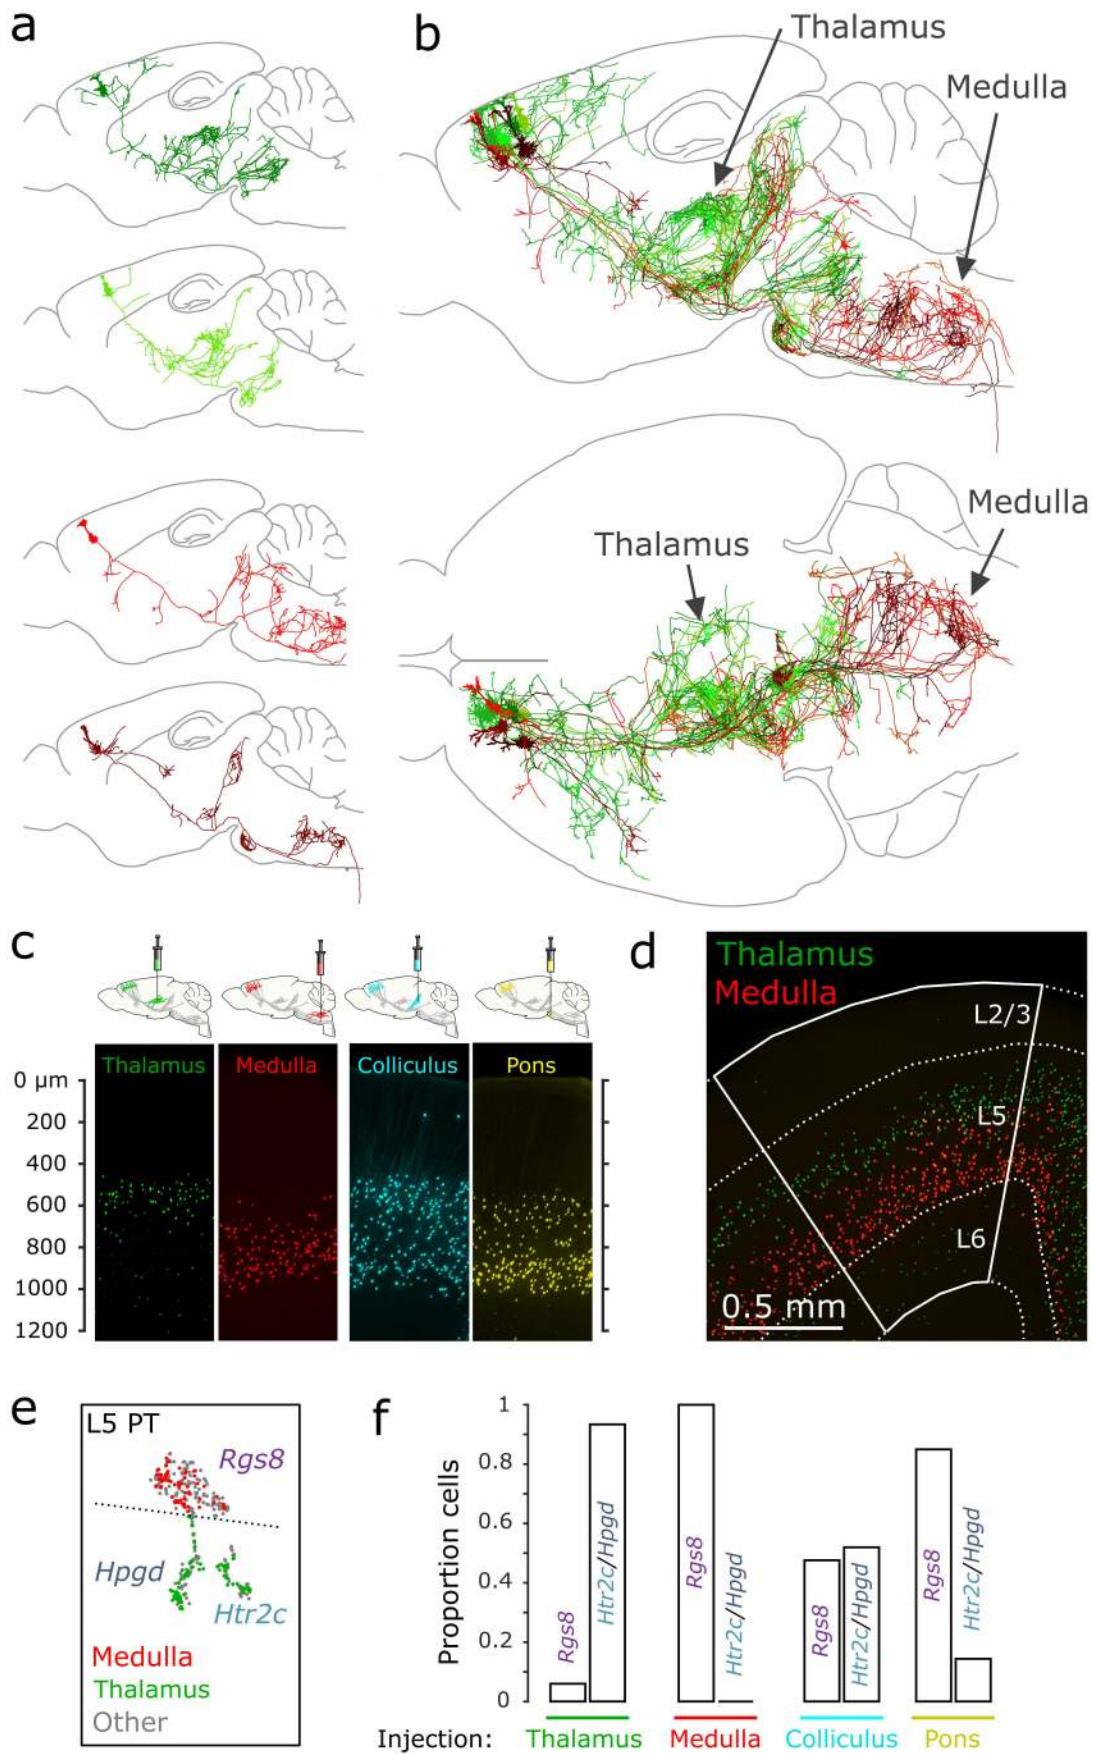 a
b
Thalamus
Medulla
Medulla
Thalamus
c
Thalamus
Medulla
Colliculus
Pons
0 µm
200
400
600
800
1000
1200
d
Thalamus
Medulla
L2/3
L5
L6
0.5 mm
e
L5 PT
Rgs8
Hpgd
Htr2c
Medulla
Thalamus
Other
f
Proportion cells
1
0.8
0.6
0.4
0.2
0
Rgs8
Htr2c/Hpgd
Rgs8
Htr2c/Hpgd
Rgs8
Htr2c/Hpgd
Rgs8
Htr2c/Hpgd
Injection: Thalamus Medulla Colliculus Pons